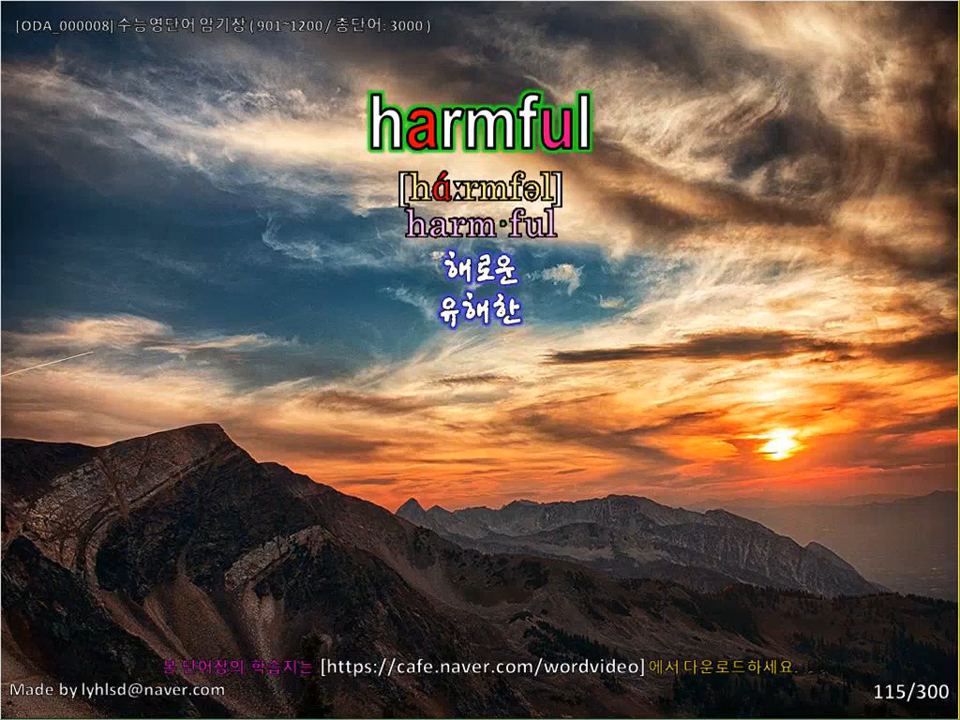 [ODA_000008] 수능영단어 암기장 ( 901~1200 / 총단어: 3000 )
harmful
[hɑ́ːrmfəl]
harm·ful
해로운
유해한
본 단어장의 학습지는 [https://cafe.naver.com/wordvideo] 에서 다운로드하세요.
Made by lyhlsd@naver.com
115/300